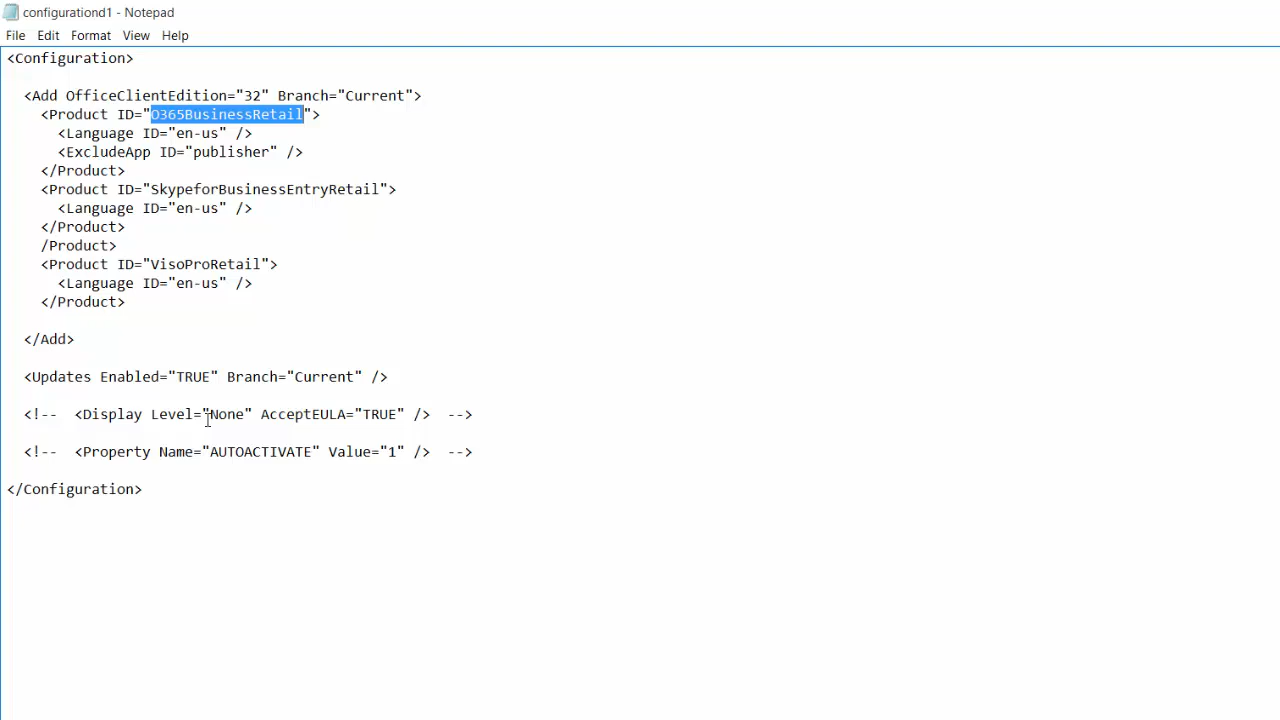 configurationd1 - Notepad
File Edit Format View Help
<Configuration>
<Add OfficeClientEdition="32" Branch="Current">
<Product ID="O365BusinessRetail">
<Language ID="en-us" />
<ExcludeApp ID="publisher" />
</Product>
<Product ID="SkypeforBusinessEntryRetail">
<Language ID="en-us" />
</Product>
/Product>
<Product ID="VisoProRetail">
<Language ID="en-us" />
</Product>
</Add>
<Updates Enabled="TRUE" Branch="Current" />
<!--  <Display Level="None" AcceptEULA="TRUE" />  -->
<!--  <Property Name="AUTOACTIVATE" Value="1" />  -->
</Configuration>